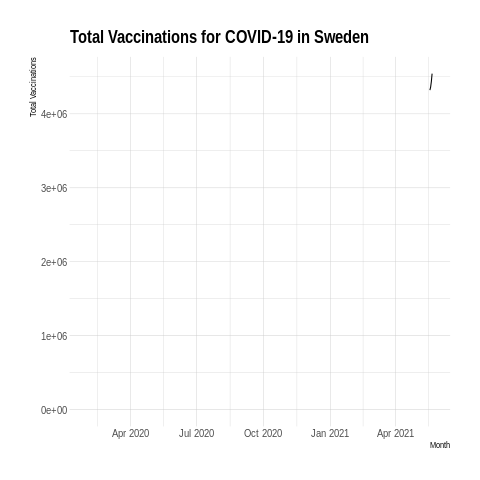 Total Vaccinations for COVID-19 in Sweden
Total Vaccinations
4e+06
3e+06
2e+06
1e+06
0e+00
Apr 2020 Jul 2020 Oct 2020 Jan 2021 Apr 2021
Month